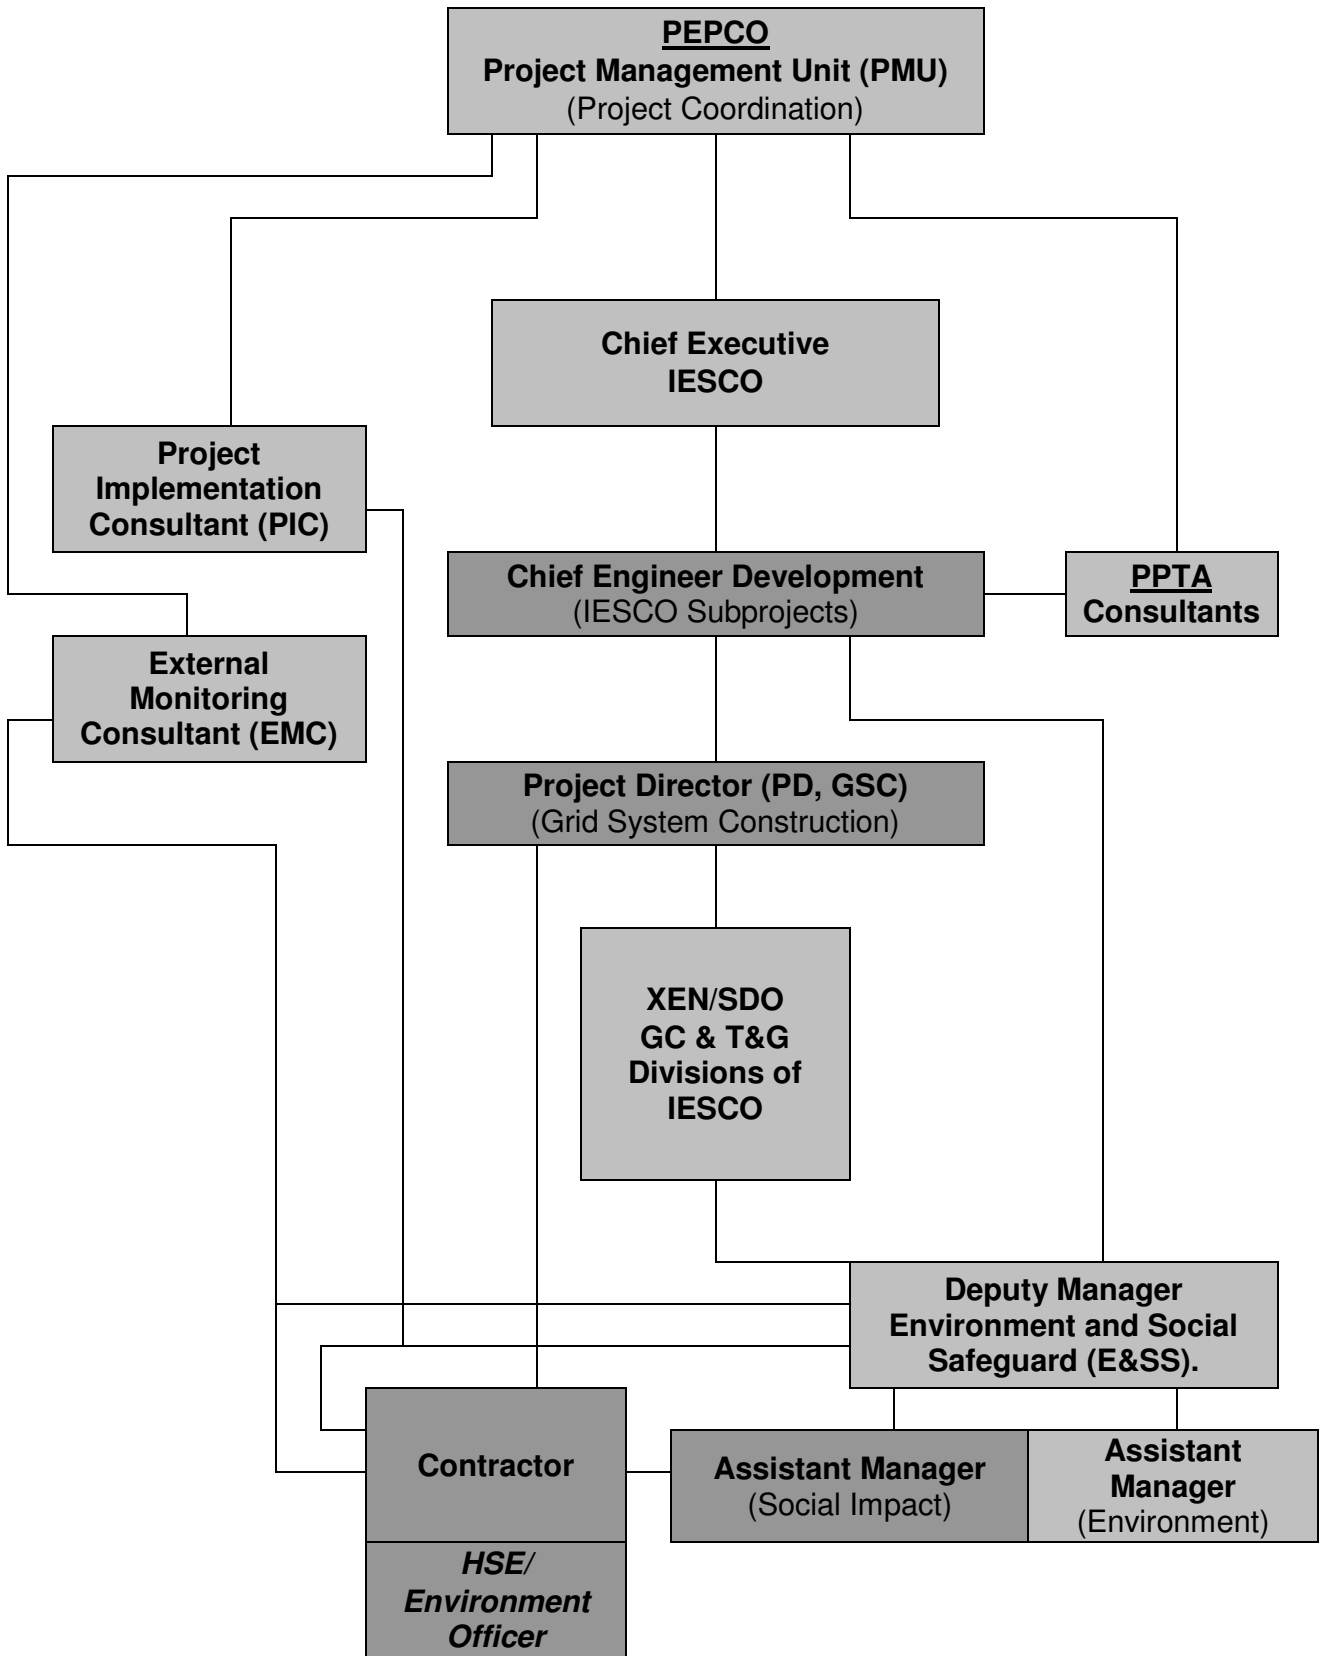 PEPCO
Project Management Unit (PMU)
(Project Coordination)
Chief Executive
IESCO
Project
Implementation
Consultant (PIC)
Chief Engineer Development
(IESCO Subprojects)
PPTA
Consultants
External
Monitoring
Consultant (EMC)
Project Director (PD, GSC)
(Grid System Construction)
XEN/SDO
GC & T&G
Divisions of
IESCO
Deputy Manager
Environment and Social
Safeguard (E&SS).
Contractor
Assistant Manager
(Social Impact)
Assistant
Manager
(Environment)
HSE/
Environment
Officer